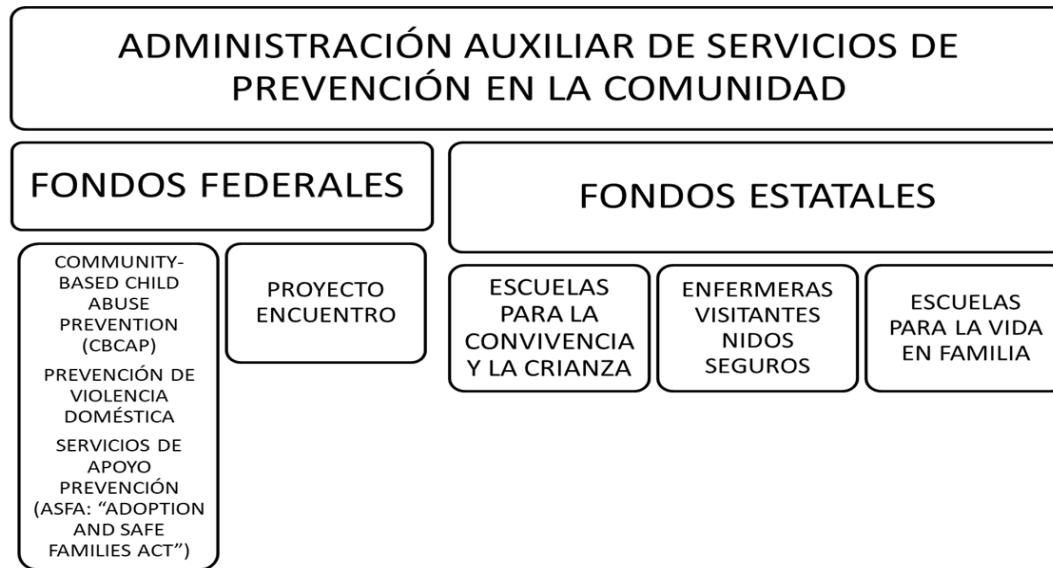 ADMINISTRACIÓN AUXILIAR DE SERVICIOS DE
PREVENCIÓN EN LA COMUNIDAD
FONDOS FEDERALES
FONDOS ESTATALES
COMMUNITY-
BASED CHILD
ABUSE
PREVENTION
(CBCAP)
PREVENCIÓN DE
VIOLENCIA
DOMÉSTICA
SERVICIOS DE
APOYO
PREVENCIÓN
(ASFA: “ADOPTION
AND SAFE
FAMILIES ACT”)
PROYECTO
ENCUENTRO
ESCUELAS
PARA LA
CONVIVENCIA
Y LA CRIANZA
ENFERMERAS
VISITANTES
NIDOS
SEGUROS
ESCUELAS
PARA LA VIDA
EN FAMILIA